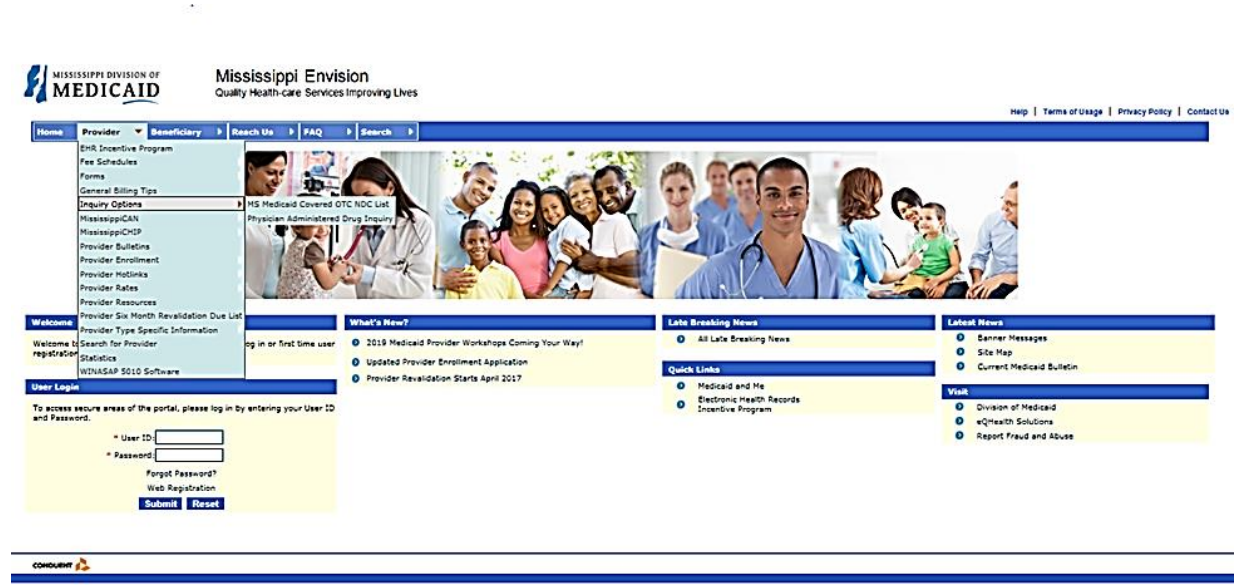 MISSISSIPPI DIVISION OF
MEDICAID
Mississippi Envision
Quality Health-care Services Improving Lives
Help | Terms of Usage | Privacy Policy | Contact Us
Home Provider Beneficiary Reach Us FAQ Search
EHR Incentive Program
Fee Schedules
Forms
General Billing Tips
Inquiry Options
MS Medicaid Covered OTC NDC List
Physician Administered Drug Inquiry
MississippiCAN
MississippiCHIP
Provider Bulletins
Provider Enrollment
Provider Hotlinks
Provider Rates
Provider Resources
Provider Six Month Revalidation Due List
Provider Type Specific Information
Search for Provider
Statistics
WINASAP 5010 Software
Welcome
Welcome to
og in or first time user
registration
User Login
To access secure areas of the portal, please log in by entering your User ID
and Password.
* User ID:
* Password:
Forgot Password?
Web Registration
Submit Reset
What's New?
2019 Medicaid Provider Workshops Coming Your Way!
Updated Provider Enrollment Application
Provider Revalidation Starts April 2017
Late Breaking News
All Late Breaking News
Quick Links
Medicaid and Me
Electronic Health Records
Incentive Program
Latest News
Banner Messages
Site Map
Current Medicaid Bulletin
Visit
Division of Medicaid
eQHealth Solutions
Report Fraud and Abuse
CONDUENT